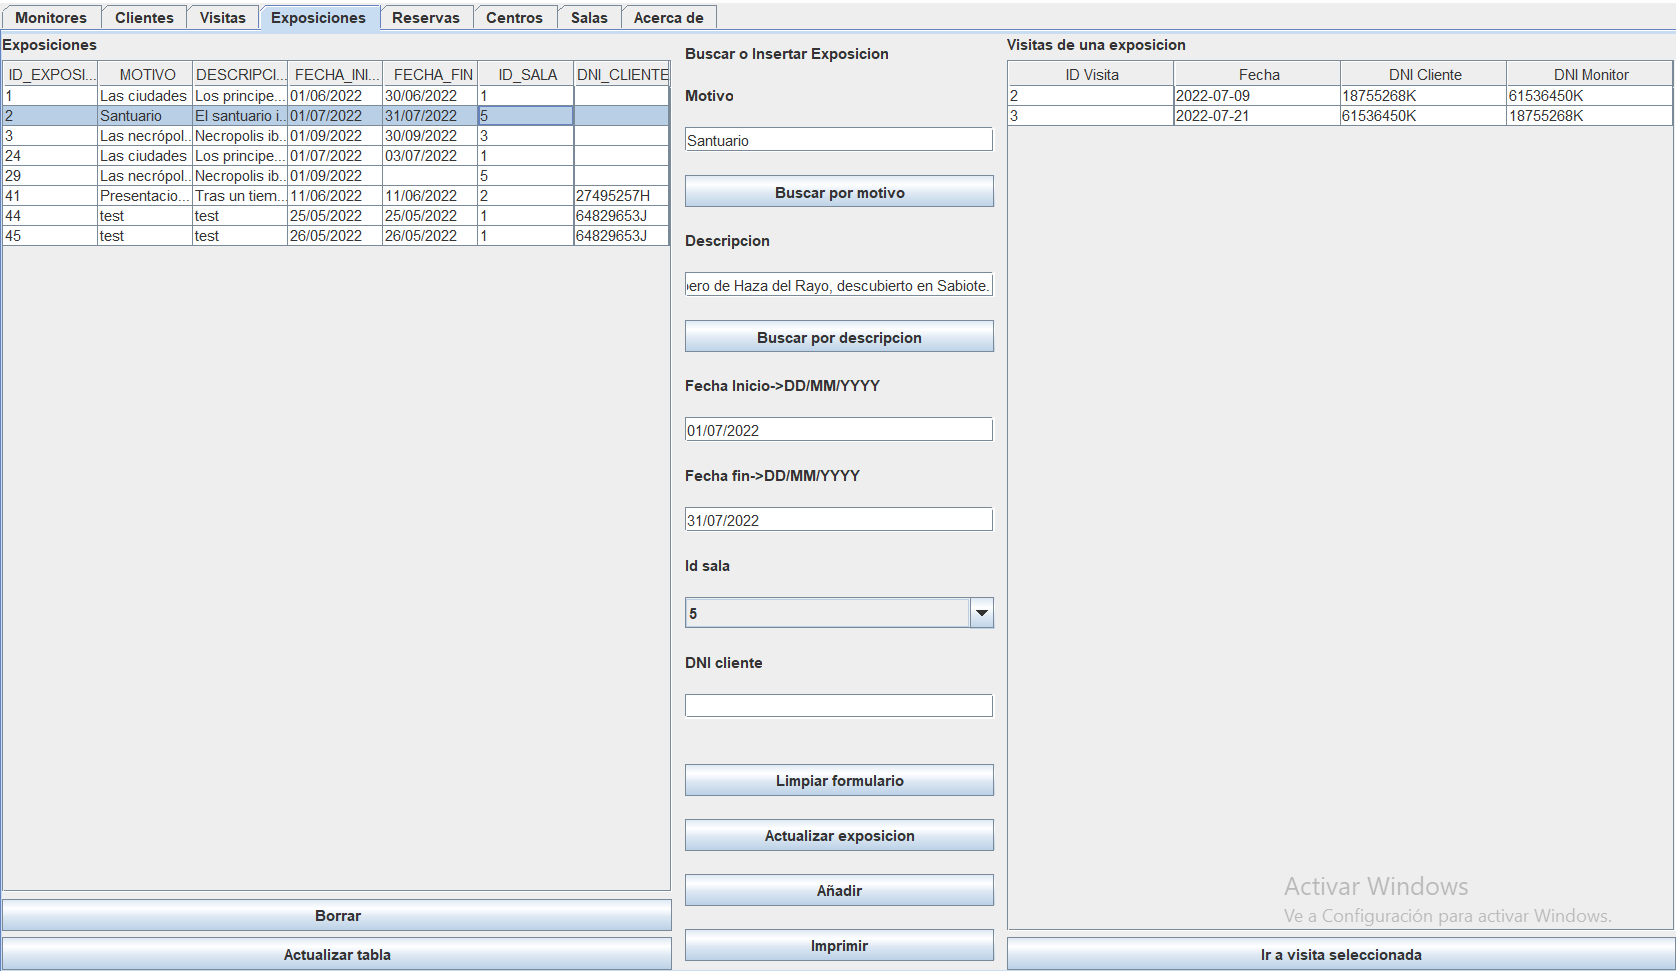 Monitores Clientes Visitas Exposiciones Reservas Centros Salas Acerca de
Exposiciones
ID_EXPOSI... MOTIVO DESCRIPCI... FECHA_INI... FECHA_FIN ID_SALA DNI_CLIENTE
1 Las ciudades Los principe... 01/06/2022 30/06/2022 1
2 Santuario El santuario i... 01/07/2022 31/07/2022 5
3 Las necrópol... Necropolis ib... 01/09/2022 30/09/2022 3
24 Las ciudades Los principe... 01/07/2022 03/07/2022 1
29 Las necrópol... Necropolis ib... 01/09/2022 5
41 Presentacio... Tras un tiem... 11/06/2022 11/06/2022 2 27495257H
44 test test 25/05/2022 25/05/2022 1 64829653J
45 test test 26/05/2022 26/05/2022 1 64829653J
Borrar
Actualizar tabla
Buscar o Insertar Exposicion
Motivo
Santuario
Buscar por motivo
Descripcion
de Haza del Rayo, descubierto en Sabiote.
Buscar por descripcion
Fecha Inicio->DD/MM/YYYY
01/07/2022
Fecha fin->DD/MM/YYYY
31/07/2022
Id sala
5
DNI cliente
Limpiar formulario
Actualizar exposicion
Añadir
Imprimir
Visitas de una exposicion
ID Visita Fecha DNI Cliente DNI Monitor
2 2022-07-09 18755268K 61536450K
3 2022-07-21 61536450K 18755268K
Activar Windows
Ve a Configuración para activar Windows.
Ir a visita seleccionada